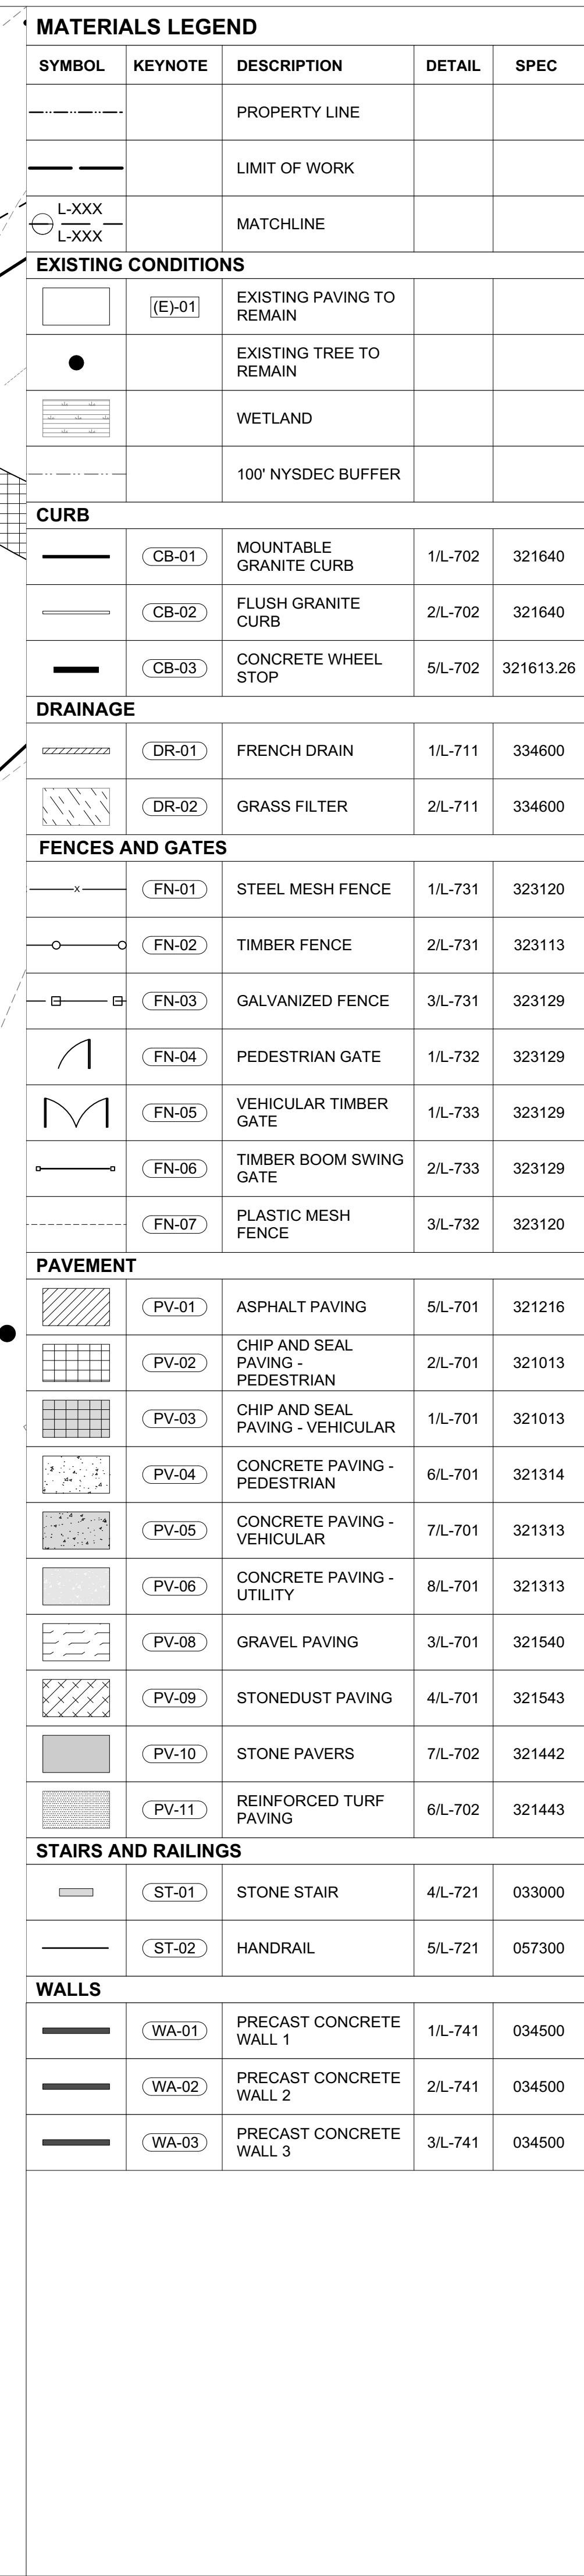 MATERIALS LEGEND
SYMBOL KEYNOTE DESCRIPTION DETAIL SPEC
PROPERTY LINE
LIMIT OF WORK
L-XXX
L-XXX
MATCHLINE
EXISTING CONDITIONS
(E)-01 EXISTING PAVING TO
REMAIN
EXISTING TREE TO
REMAIN
WETLAND
100' NYSDEC BUFFER
CURB
CB-01 MOUNTABLE
GRANITE CURB 1/L-702 321640
CB-02 FLUSH GRANITE
CURB 2/L-702 321640
CB-03 CONCRETE WHEEL
STOP 5/L-702 321613.26
DRAINAGE
DR-01 FRENCH DRAIN 1/L-711 334600
DR-02 GRASS FILTER 2/L-711 334600
FENCES AND GATES
x FN-01 STEEL MESH FENCE 1/L-731 323120
FN-02 TIMBER FENCE 2/L-731 323113
FN-03 GALVANIZED FENCE 3/L-731 323129
FN-04 PEDESTRIAN GATE 1/L-732 323129
FN-05 VEHICULAR TIMBER
GATE 1/L-733 323129
FN-06 TIMBER BOOM SWING
GATE 2/L-733 323129
FN-07 PLASTIC MESH
FENCE 3/L-732 323120
PAVEMENT
PV-01 ASPHALT PAVING 5/L-701 321216
PV-02 CHIP AND SEAL
PAVING -
PEDESTRIAN 2/L-701 321013
PV-03 CHIP AND SEAL
PAVING - VEHICULAR 1/L-701 321013
PV-04 CONCRETE PAVING -
PEDESTRIAN 6/L-701 321314
PV-05 CONCRETE PAVING -
VEHICULAR 7/L-701 321313
PV-06 CONCRETE PAVING -
UTILITY 8/L-701 321313
PV-08 GRAVEL PAVING 3/L-701 321540
PV-09 STONEDUST PAVING 4/L-701 321543
PV-10 STONE PAVERS 7/L-702 321442
PV-11 REINFORCED TURF
PAVING 6/L-702 321443
STAIRS AND RAILINGS
ST-01 STONE STAIR 4/L-721 033000
ST-02 HANDRAIL 5/L-721 057300
WALLS
WA-01 PRECAST CONCRETE
WALL 1 1/L-741 034500
WA-02 PRECAST CONCRETE
WALL 2 2/L-741 034500
WA-03 PRECAST CONCRETE
WALL 3 3/L-741 034500